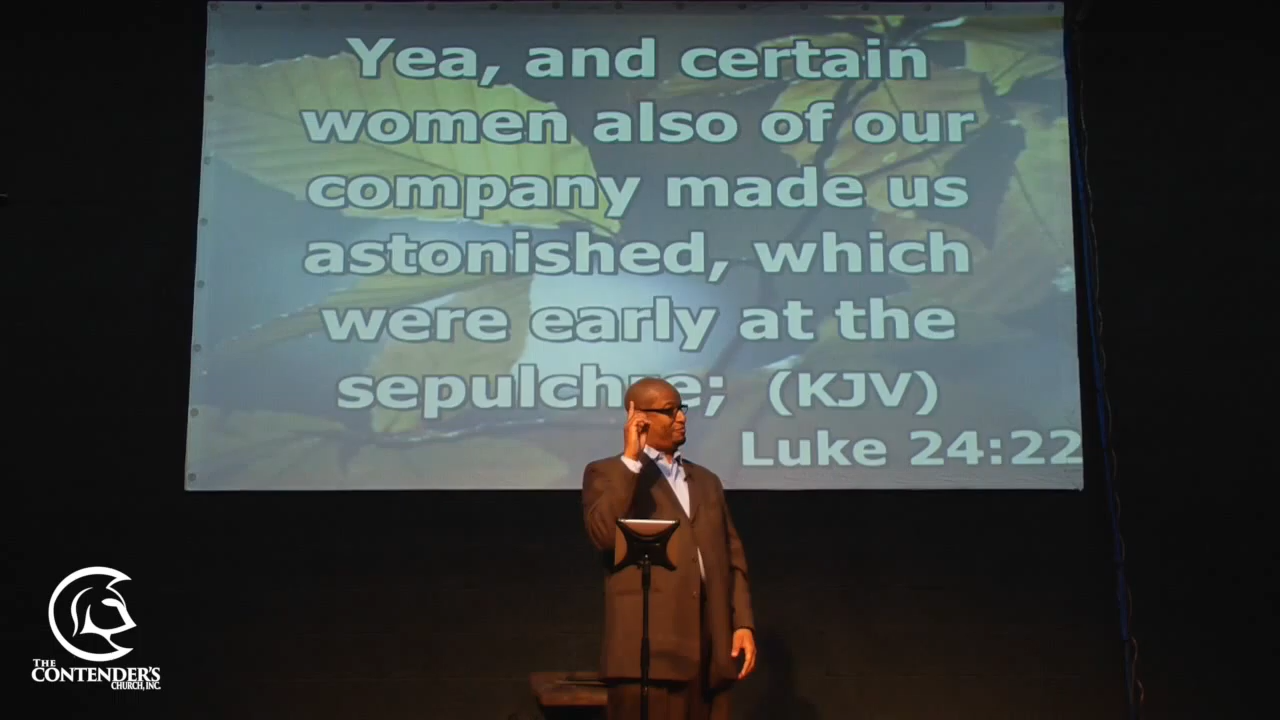 Yea, and certain
women also of our
company made us
astonished, which
were early at the
sepulchre; (KJV)
Luke 24:22
THE
CONTENDER'S
CHURCH, INC.